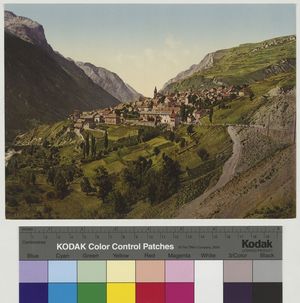 KODAK Color Control Patches
Kodak
Blue Cyan Green Yellow Red Magenta White 3/Color Black